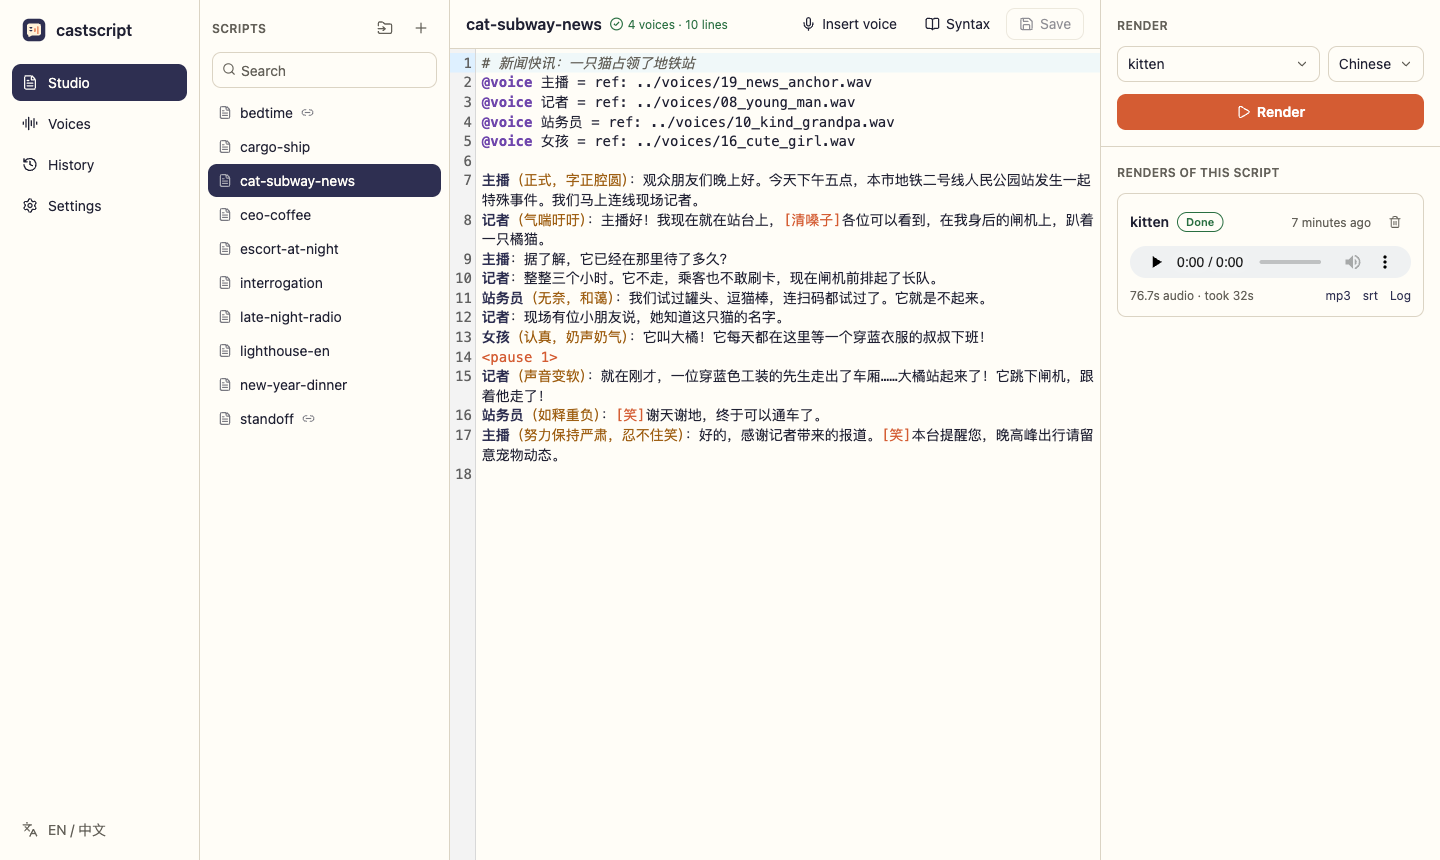 castscript
Studio
Voices
History
Settings
EN / 中文
SCRIPTS
Search
bedtime
cargo-ship
cat-subway-news
ceo-coffee
escort-at-night
interrogation
late-night-radio
lighthouse-en
new-year-dinner
standoff
cat-subway-news 4 voices · 10 lines Insert voice Syntax Save
1 # 新闻快讯：一只猫占领了地铁站
2 @voice 主播 = ref: ../voices/19_news_anchor.wav
3 @voice 记者 = ref: ../voices/08_young_man.wav
4 @voice 站务员 = ref: ../voices/10_kind_grandpa.wav
5 @voice 女孩 = ref: ../voices/16_cute_girl.wav
6
7 主播（正式，字正腔圆）：观众朋友们晚上好。今天下午五点，本市地铁二号线人民公园站发生一起
特殊事件。我们马上连线现场记者。
8 记者（气喘吁吁）：主播好！我现在就在站台上，[清嗓子]各位可以看到，在我身后的闸机上，趴着
一只橘猫。
9 主播：据了解，它已经在那里待了多久？
10 记者：整整三个小时。它不走，乘客也不敢刷卡，现在闸机前排起了长队。
11 站务员（无奈，和蔼）：我们试过罐头、逗猫棒，连扫码都试过了。它就是不起来。
12 记者：现场有位小朋友说，她知道这只猫的名字。
13 女孩（认真，奶声奶气）：它叫大橘！它每天都在这里等一个穿蓝衣服的叔叔下班！
14 <pause 1>
15 记者（声音变软）：就在刚才，一位穿蓝色工装的先生走出了车厢……大橘站起来了！它跳下闸机，跟
着他走了！
16 站务员（如释重负）：[笑]谢天谢地，终于可以通车了。
17 主播（努力保持严肃，忍不住笑）：好的，感谢记者带来的报道。[笑]本台提醒您，晚高峰出行请留
意宠物动态。
18
RENDER
kitten Chinese
Render
RENDERS OF THIS SCRIPT
kitten Done 7 minutes ago
0:00 / 0:00
76.7s audio · took 32s mp3 srt Log